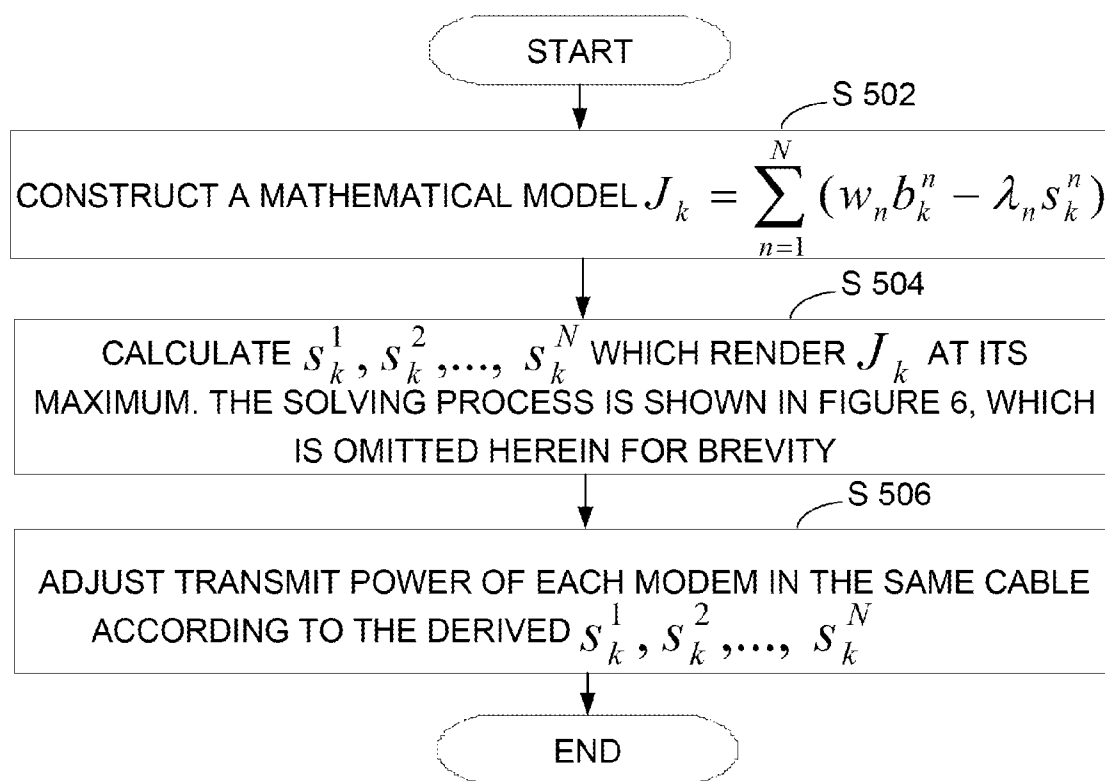 START
S 502
CONSTRUCT A MATHEMATICAL MODEL $J_k = \sum_{n=1}^{N} (w_n b_k^n - \lambda_n s_k^n)$
S 504
CALCULATE $s_k^1, s_k^2, ..., s_k^N$ WHICH RENDER $J_k$ AT ITS
MAXIMUM. THE SOLVING PROCESS IS SHOWN IN FIGURE 6, WHICH
IS OMITTED HEREIN FOR BREVITY
S 506
ADJUST TRANSMIT POWER OF EACH MODEM IN THE SAME CABLE
ACCORDING TO THE DERIVED $s_k^1, s_k^2, ..., s_k^N$
END